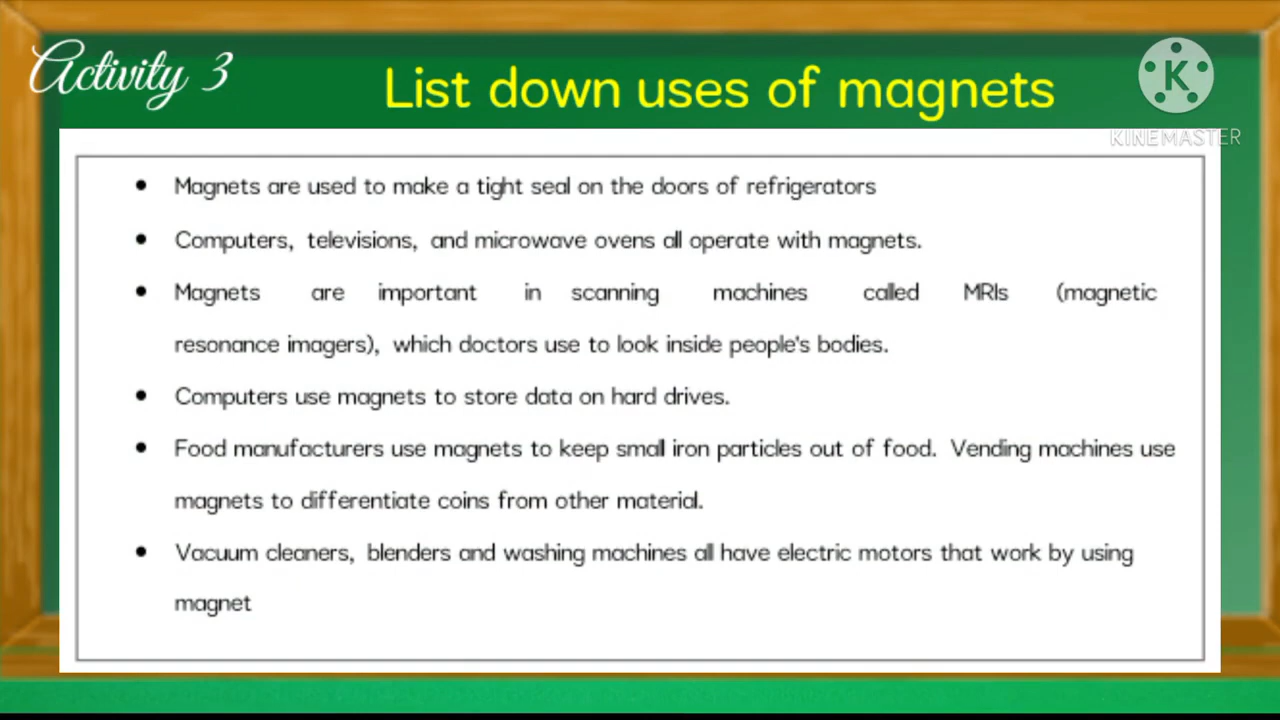 Activity 3
List down uses of magnets
K
KINEMASTER
• Magnets are used to make a tight seal on the doors of refrigerators
• Computers, televisions, and microwave ovens all operate with magnets.
• Magnets are important in scanning machines called MRIs (magnetic
resonance imagers), which doctors use to look inside people's bodies.
• Computers use magnets to store data on hard drives.
• Food manufacturers use magnets to keep small iron particles out of food. Vending machines use
magnets to differentiate coins from other material.
• Vacuum cleaners, blenders and washing machines all have electric motors that work by using
magnet